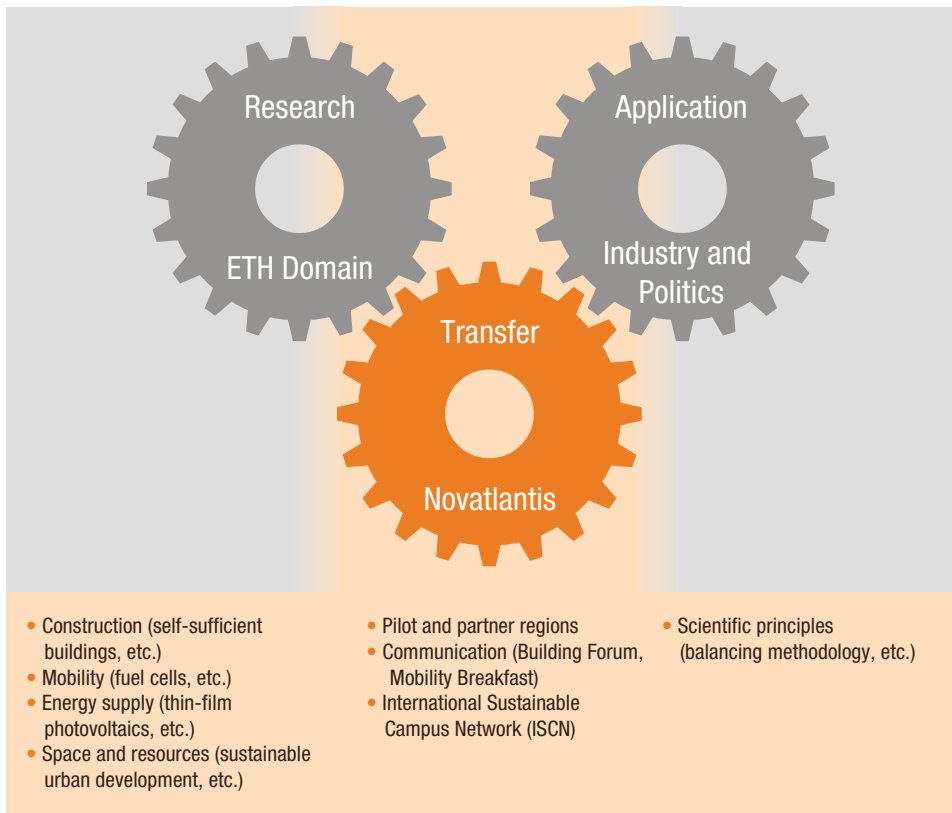 Research
ETH Domain
Application
Industry and
Politics
Transfer
Novatlantis
• Construction (self-sufficient
buildings, etc.)
• Mobility (fuel cells, etc.)
• Energy supply (thin-film
photovoltaics, etc.)
• Space and resources (sustainable
urban development, etc.)
• Pilot and partner regions
• Communication (Building Forum,
Mobility Breakfast)
• International Sustainable
Campus Network (ISCN)
• Scientific principles
(balancing methodology, etc.)